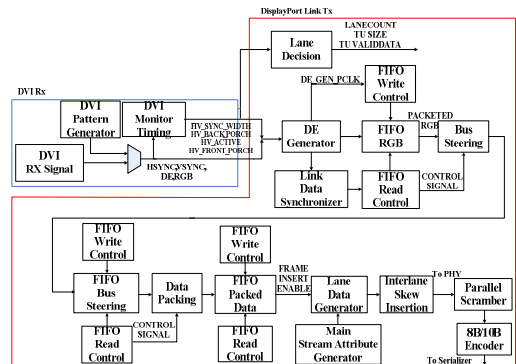 DisplayPort Link Tx
LANECOUNT
TU SIZE
TU VALIDDATA
Lane
Decision
DVI Rx
DE_GEN_PCLK
FIFO
Write
Control
DVI
Pattern
Generator
DVI
Monitor
Timing
HV_SYNC_WIDTH
HV_BACK_PORCH
HV_ACTIVE
HV_FRONT_PORCH
DVI
RX Signal
HSYNC,VSYNC,
DE,RGB
DE
Generator
FIFO
RGB
PACKETED
RGB
Bus
Steering
Link
Data
Synchronizer
FIFO
Read
Control
CONTROL
SIGNAL
FIFO
Write
Control
FIFO
Write
Control
FIFO
Bus
Steering
Data
Packing
FIFO
Packed
Data
FRAME
INSERT
ENABLE
Lane
Data
Generator
Interlane
Skew
Insertion
To PHY
Parallel
Scramber
FIFO
Read
Control
CONTROL
SIGNAL
FIFO
Read
Control
Main
Stream Attribute
Generator
8B/10B
Encoder
To Serializer